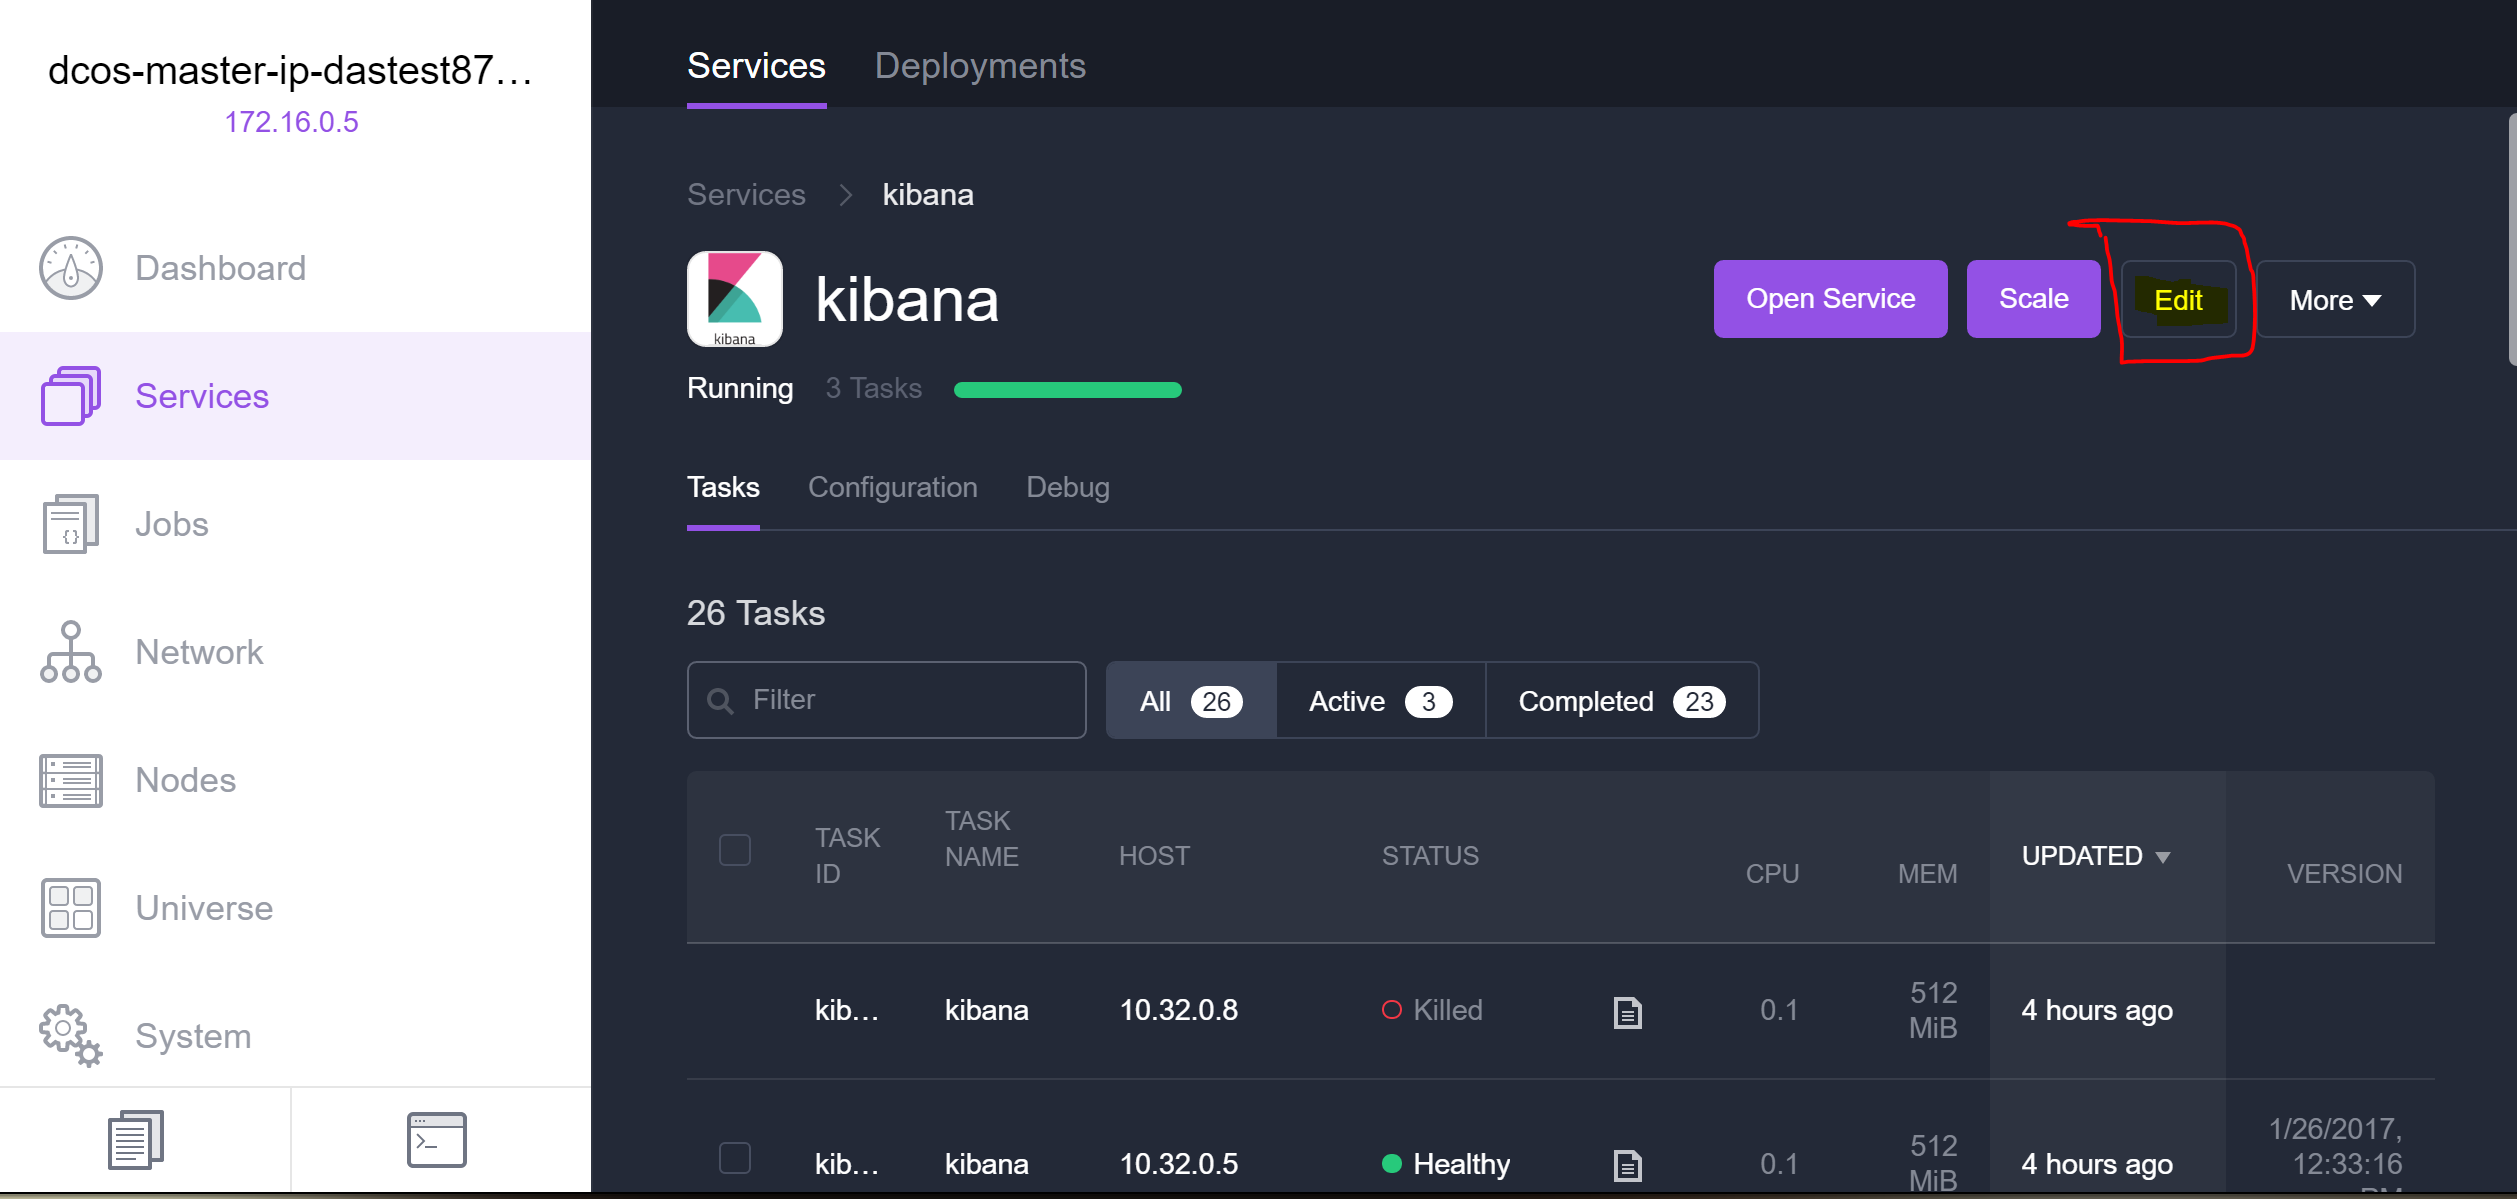 dcos-master-ip-dastest87...
172.16.0.5
Dashboard
Services
Jobs
Network
Nodes
Universe
System
Services Deployments
Services kibana
kibana
kibana
Open Service Scale Edit More
Running 3 Tasks
Tasks Configuration Debug
26 Tasks
Filter All 26 Active 3 Completed 23
TASK ID TASK NAME HOST STATUS CPU MEM UPDATED VERSION
kib... kibana 10.32.0.8 Killed 0.1 512 MiB 4 hours ago
kib... kibana 10.32.0.5 Healthy 0.1 512 MiB 4 hours ago 1/26/2017, 12:33:16